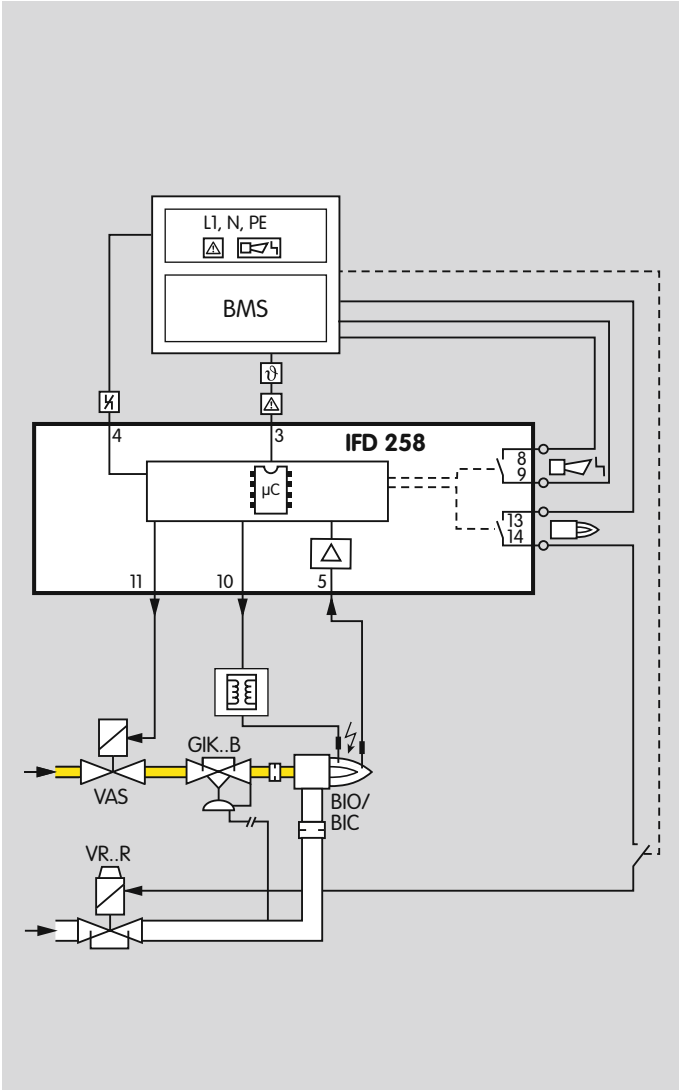 L1, N, PE
BMS
ϑ
4
3
IFD 258
8
9
µC
13
14
11
10
5
GIK..B
VAS
BIO/
BIC
VR..R